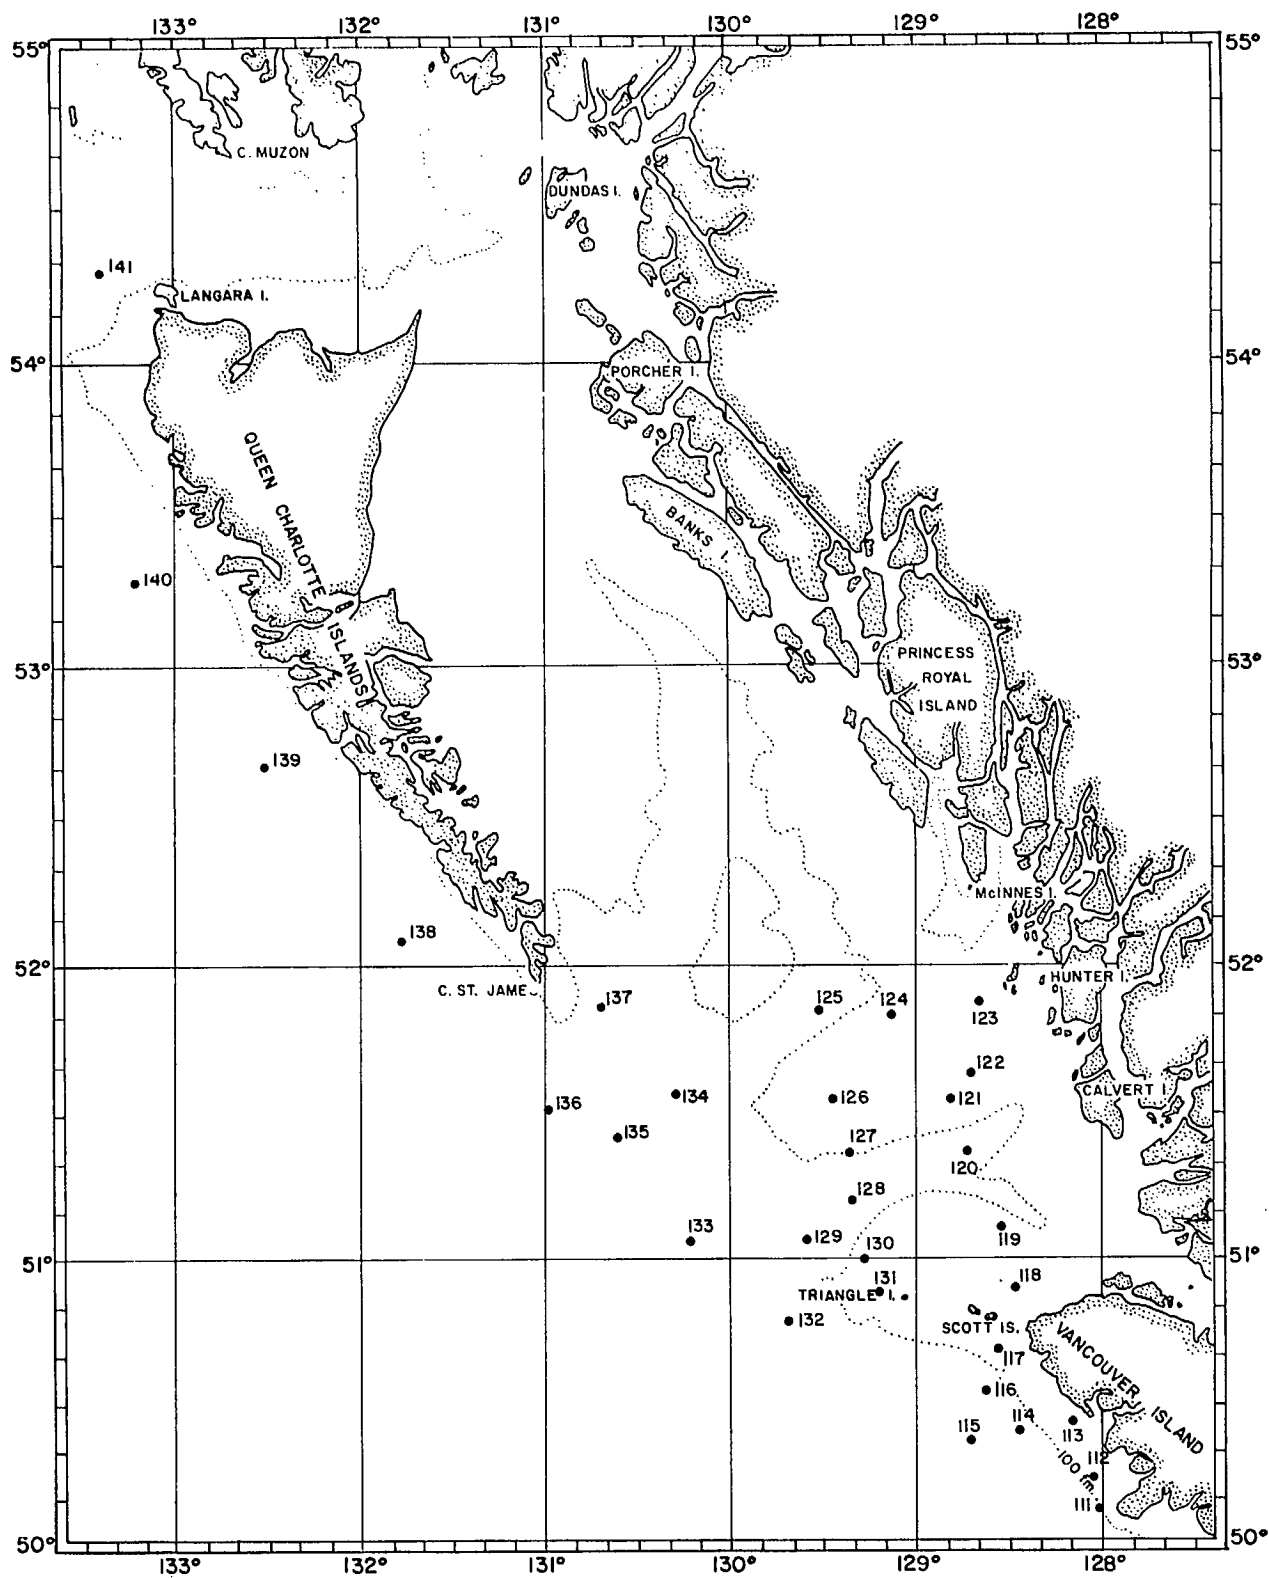 133° 132° 131° 130° 129° 128°
55° 55°
C. MUZON
DUNDAS I.
141
LANGARA I.
54° 54°
PORCHER I.
QUEEN CHARLOTTE ISLANDS
BANKS I.
140
53° 53°
PRINCESS
ROYAL
ISLAND
139
McINNES I.
138
52° 52°
HUNTER I.
C. ST. JAME
137
125
124
123
122
CALVERT I.
136
134
126
121
135
127
120
128
133
129
130
119
51° 51°
118
131
TRIANGLE I.
132
SCOTT IS.
VANCOUVER ISLAND
117
116
115
114
113
112
100 fm.
111
50° 50°
133° 132° 131° 130° 129° 128°